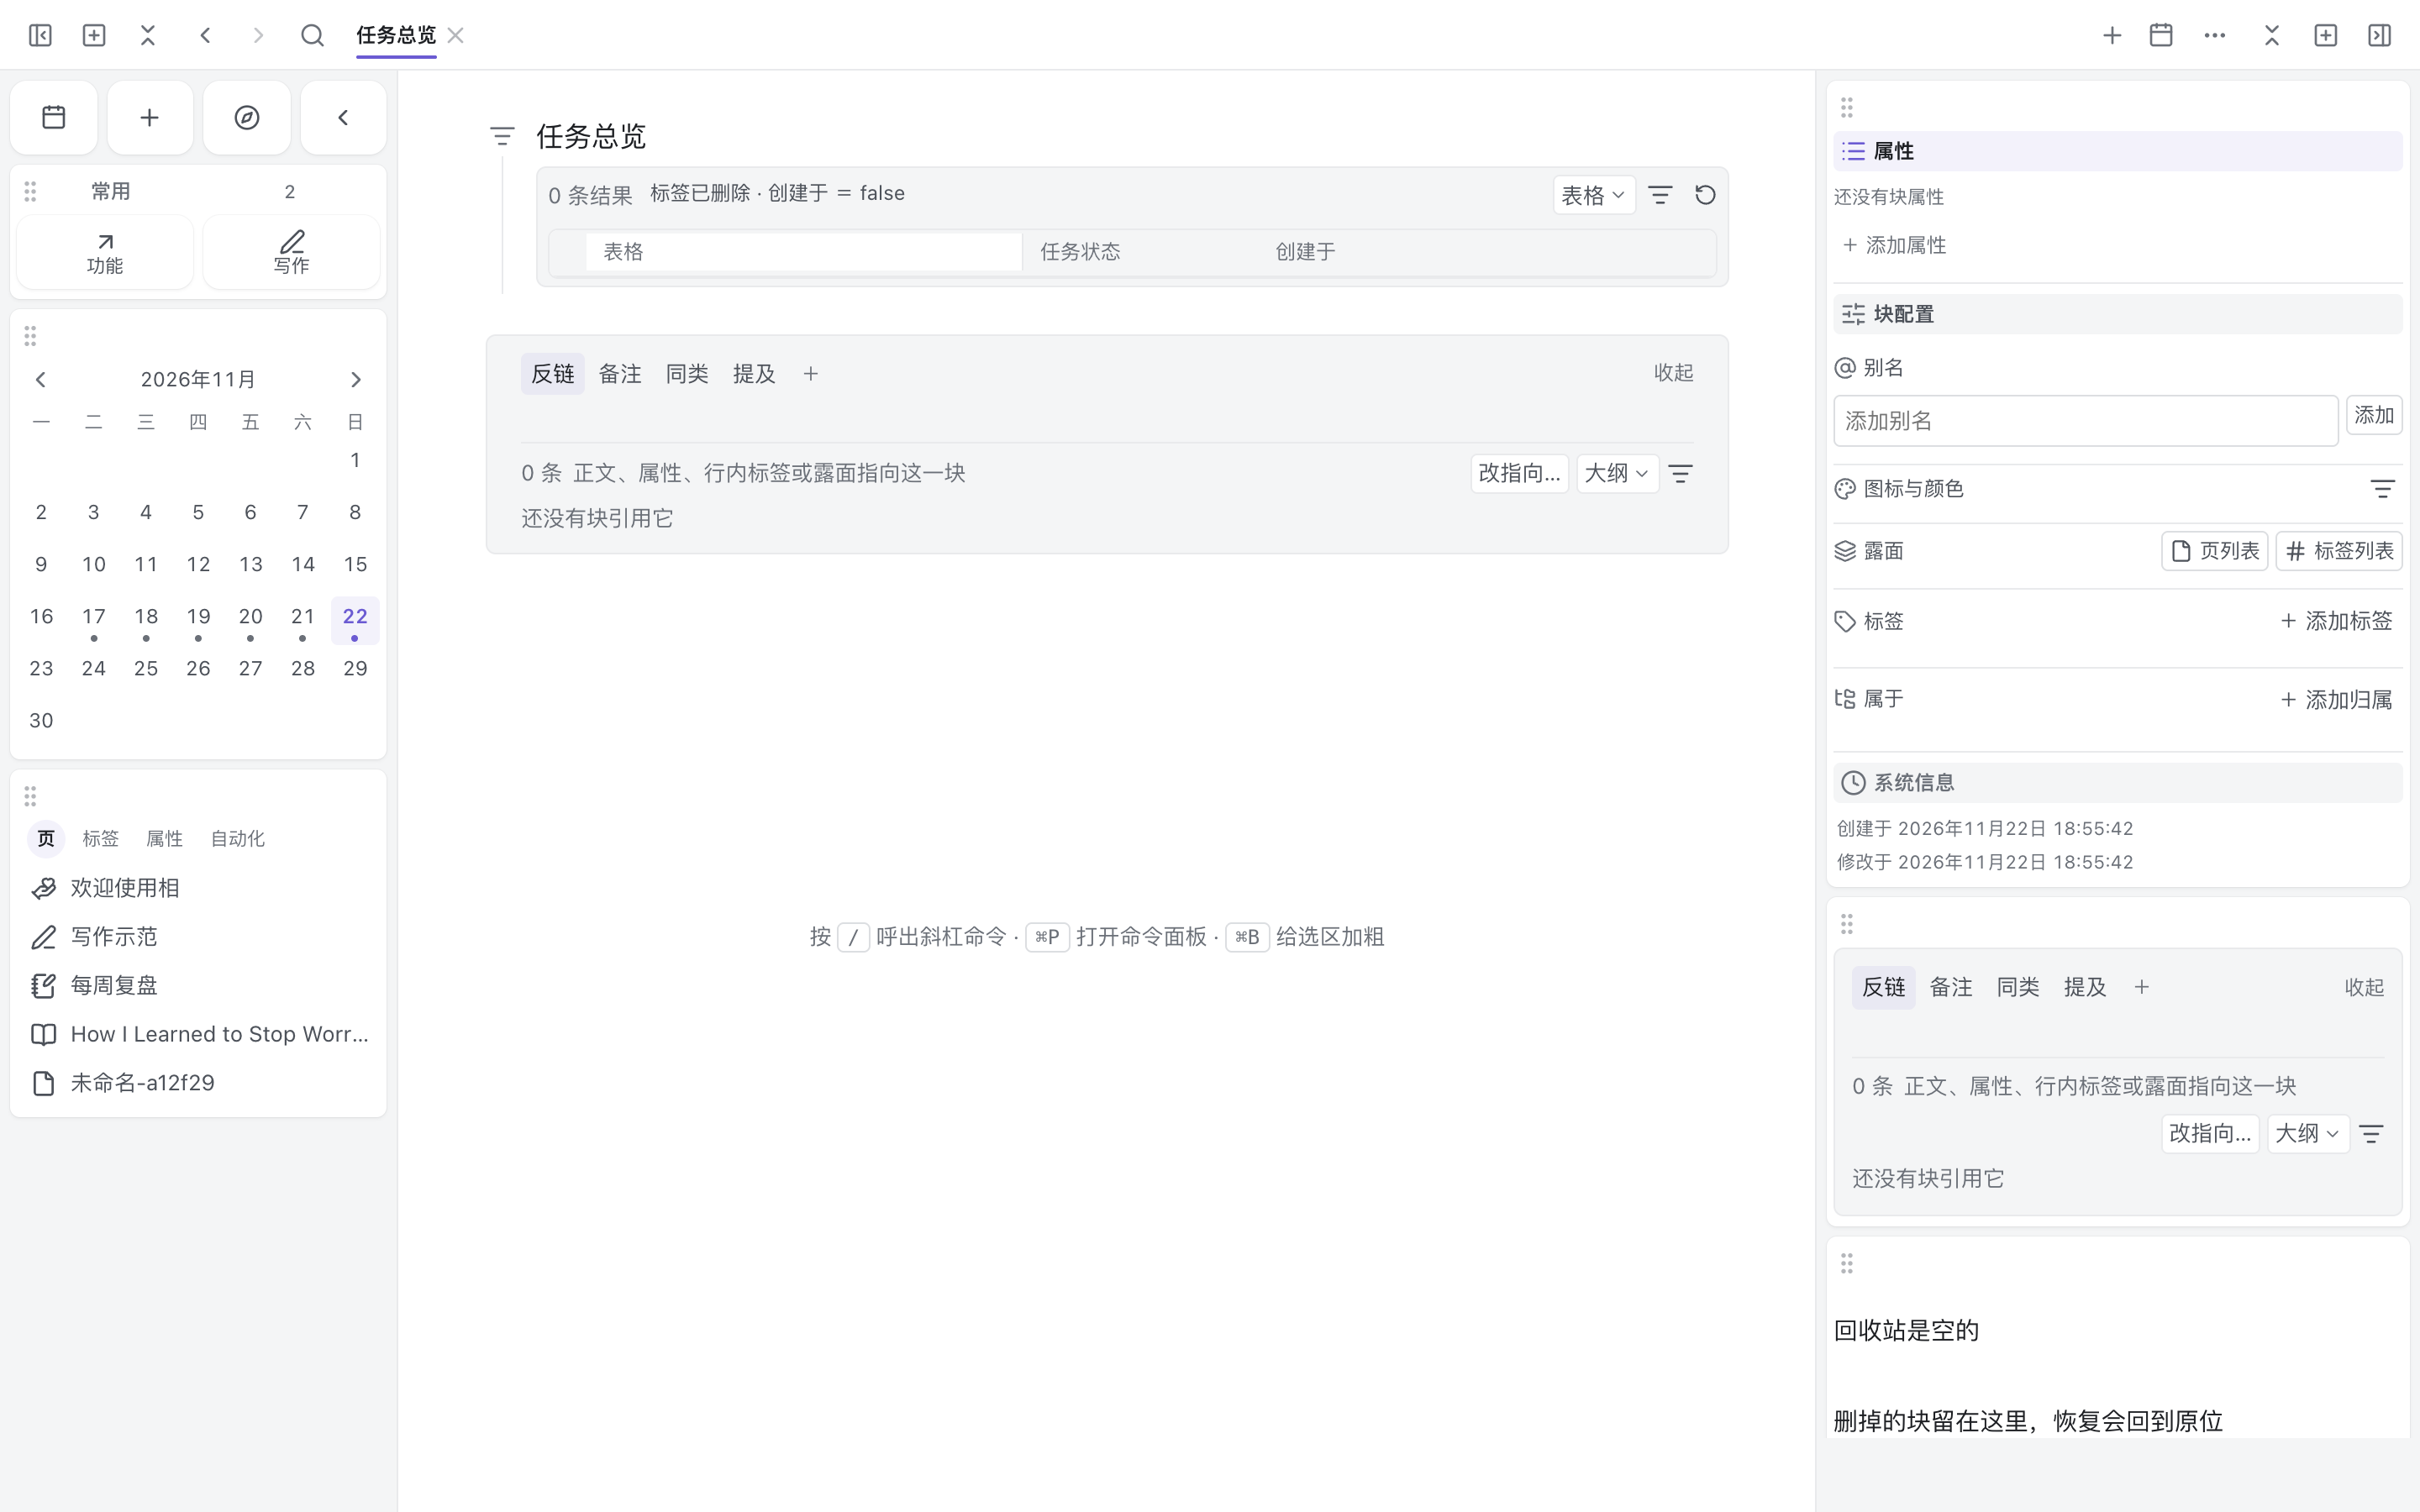 任务总览
常用 2
功能 写作
2026年11月
一 二 三 四 五 六 日
1
2 3 4 5 6 7 8
9 10 11 12 13 14 15
16 17 18 19 20 21 22
23 24 25 26 27 28 29
30
页 标签 属性 自动化
欢迎使用相
写作示范
每周复盘
How I Learned to Stop Worr...
未命名-a12f29
任务总览
0 条结果 标签已删除 · 创建于 = false 表格
表格 任务状态 创建于
反链 备注 同类 提及 + 收起
0 条 正文、属性、行内标签或露面指向这一块 改指向... 大纲
还没有块引用它
按 / 呼出斜杠命令 · ⌘P 打开命令面板 · ⌘B 给选区加粗
属性
还没有块属性
+ 添加属性
块配置
别名
添加别名 添加
图标与颜色
露面 页列表 # 标签列表
标签 + 添加标签
属于 + 添加归属
系统信息
创建于 2026年11月22日 18:55:42
修改于 2026年11月22日 18:55:42
反链 备注 同类 提及 + 收起
0 条 正文、属性、行内标签或露面指向这一块
改指向... 大纲
还没有块引用它
回收站是空的
删掉的块留在这里，恢复会回到原位